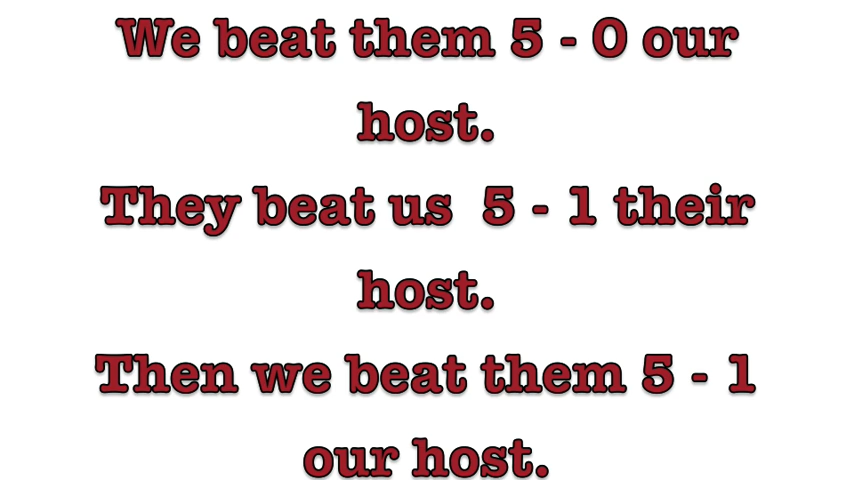 We beat them 5 - 0 our
host.
They beat us  5 - 1 their
host.
Then we beat them 5 - 1
our host.